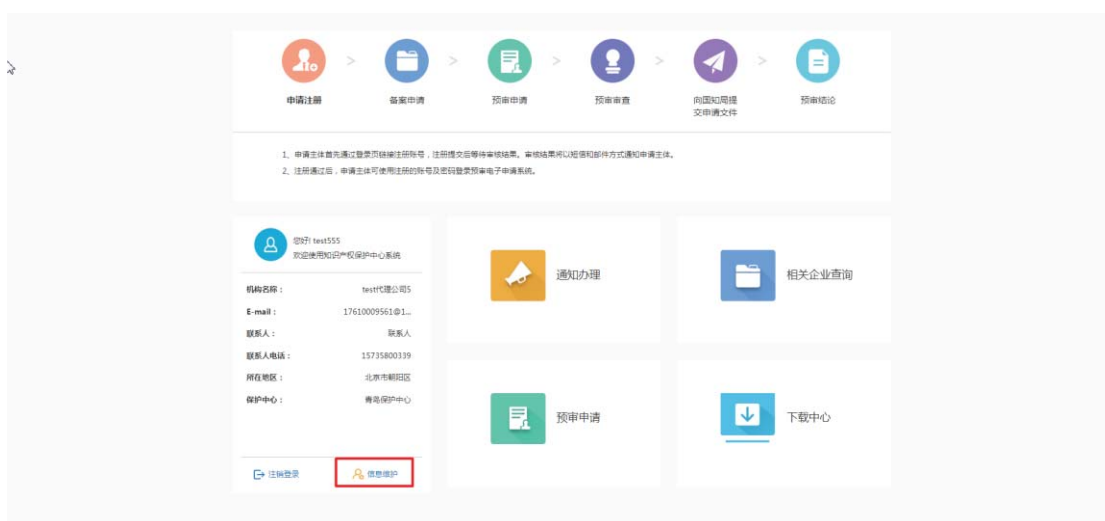 申请注册
备案申请
预审申请
预审审查
向国知局提
交申请文件
预审结论
1、申请主体首先通过登录页链接注册账号，注册提交后等待审核结果。审核结果将以短信和邮件方式通知申请主体。
2、注册通过后，申请主体可使用注册的账号及密码登录预审电子申请系统。
您好! test555
欢迎使用知识产权保护中心系统
机构名称： test代理公司5
E-mail： 17610009561@1...
联系人： 联系人
联系人电话： 15735800339
所在地区： 北京市朝阳区
保护中心： 青岛保护中心
注销登录
信息维护
通知办理
相关企业查询
预审申请
下载中心